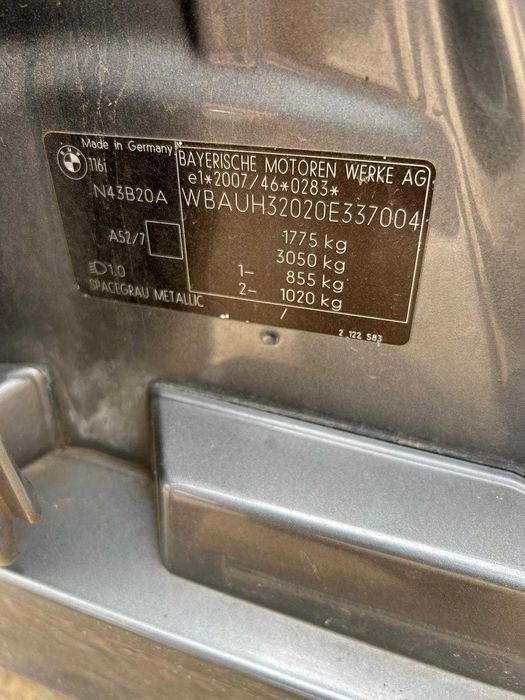 BMW
Made in Germany
116i
N43B20A
A52/7
1.0
SPACEGRAU METALLIC
BAYERISCHE MOTOREN WERKE AG
e1*2007/46*0283*
WBAUH32020E337004
1775 kg
3050 kg
1- 855 kg
2- 1020 kg
/
2 122 583